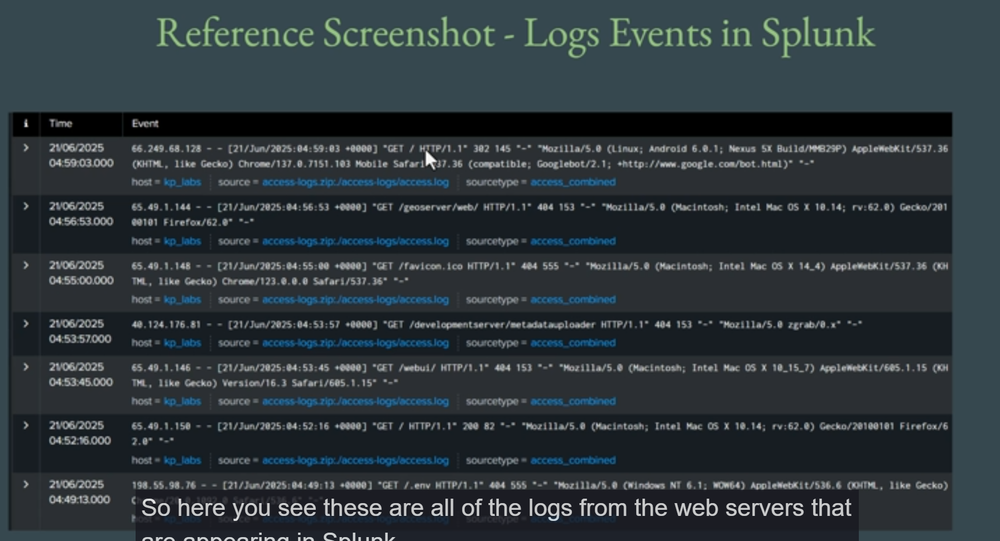 Reference Screenshot - Logs Events in Splunk
i Time Event
21/06/2025 04:59:03.000
66.249.68.128 - - [21/Jun/2025:04:59:03 +0000] "GET / HTTP/1.1" 302 145 "-" "Mozilla/5.0 (Linux; Android 6.0.1; Nexus 5X Build/MMB29P) AppleWebKit/537.36
(KHTML, like Gecko) Chrome/137.0.7151.103 Mobile Safari 37.36 (compatible; Googlebot/2.1; +http://www.google.com/bot.html)" "-"
host = kp_labs source = access-logs.zip:./access-logs/access.log sourcetype = access_combined
21/06/2025 04:56:53.000
65.49.1.144 - - [21/Jun/2025:04:56:53 +0000] "GET /geoserver/web/ HTTP/1.1" 404 153 "-" "Mozilla/5.0 (Macintosh; Intel Mac OS X 10.14; rv:62.0) Gecko/201
00101 Firefox/62.0" "-"
host = kp_labs source = access-logs.zip:./access-logs/access.log sourcetype = access_combined
21/06/2025 04:55:00.000
65.49.1.148 - - [21/Jun/2025:04:55:00 +0000] "GET /favicon.ico HTTP/1.1" 404 555 "-" "Mozilla/5.0 (Macintosh; Intel Mac OS X 14_4) AppleWebKit/537.36 (KH
TML, like Gecko) Chrome/123.0.0.0 Safari/537.36" "-"
host = kp_labs source = access-logs.zip:./access-logs/access.log sourcetype = access_combined
21/06/2025 04:53:57.000
40.124.176.81 - - [21/Jun/2025:04:53:57 +0000] "GET /developmentserver/metadatauploader HTTP/1.1" 404 153 "-" "Mozilla/5.0 zgrab/0.x" "-"
host = kp_labs source = access-logs.zip:./access-logs/access.log sourcetype = access_combined
21/06/2025 04:53:45.000
65.49.1.146 - - [21/Jun/2025:04:53:45 +0000] "GET /webui/ HTTP/1.1" 404 153 "-" "Mozilla/5.0 (Macintosh; Intel Mac OS X 10_15_7) AppleWebKit/605.1.15 (KH
TML, like Gecko) Version/16.3 Safari/605.1.15" "-"
host = kp_labs source = access-logs.zip:./access-logs/access.log sourcetype = access_combined
21/06/2025 04:52:16.000
65.49.1.150 - - [21/Jun/2025:04:52:16 +0000] "GET / HTTP/1.1" 200 82 "-" "Mozilla/5.0 (Macintosh; Intel Mac OS X 10.14; rv:62.0) Gecko/20100101 Firefox/6
2.0" "-"
host = kp_labs source = access-logs.zip:./access-logs/access.log sourcetype = access_combined
21/06/2025 04:49:13.000
198.55.98.76 - - [21/Jun/2025:04:49:13 +0000] "GET /.env HTTP/1.1" 404 555 "-" "Mozilla/5.0 (Windows NT 6.1; WOW64) AppleWebKit/536.6 (KHTML, like Gecko)
So here you see these are all of the logs from the web servers that
are appearing in Splunk